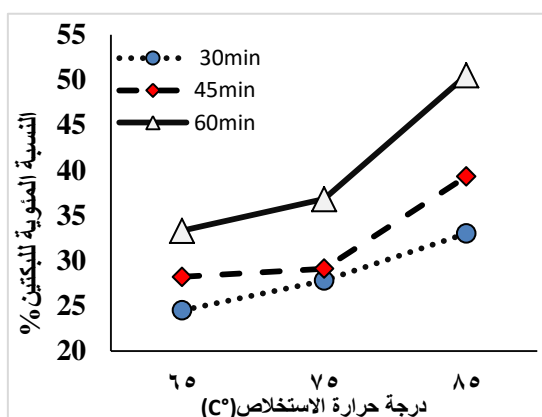 55
50
45
40
35
30
25
20
النسبة المئوية للبكتين%
30min
45min
60min
٦٥ ٧٥ ٨٥
درجة حرارة الاستخلاص(C°)